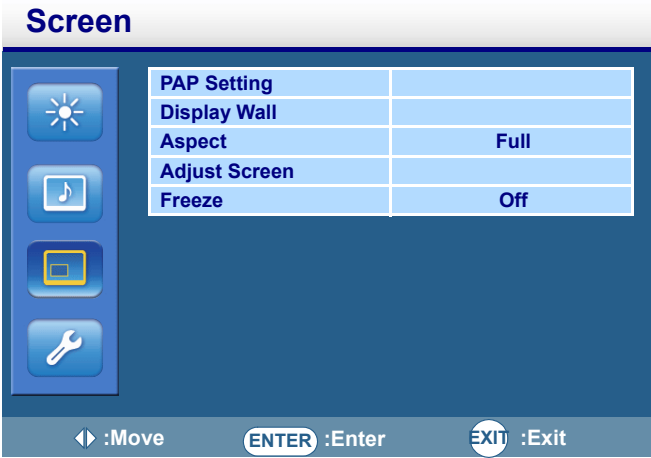 Screen
PAP Setting
Display Wall
Aspect Full
Adjust Screen
Freeze Off
:Move ENTER :Enter EXIT :Exit